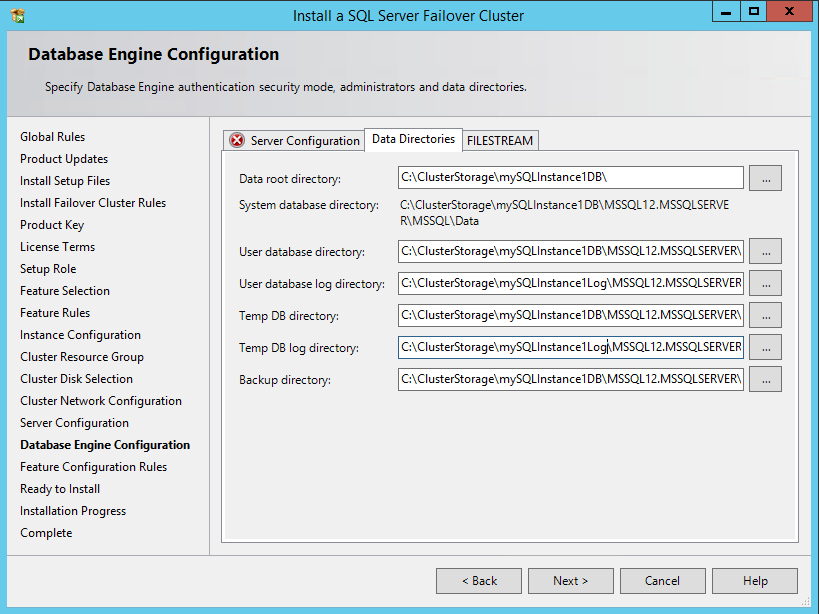 Install a SQL Server Failover Cluster
Database Engine Configuration
Specify Database Engine authentication security mode, administrators and data directories.
Global Rules
Product Updates
Install Setup Files
Install Failover Cluster Rules
Product Key
License Terms
Setup Role
Feature Selection
Feature Rules
Instance Configuration
Cluster Resource Group
Cluster Disk Selection
Cluster Network Configuration
Server Configuration
Database Engine Configuration
Feature Configuration Rules
Ready to Install
Installation Progress
Complete
Server Configuration Data Directories FILESTREAM
Data root directory: C:\ClusterStorage\mySQLInstance1DB\ ...
System database directory: C:\ClusterStorage\mySQLInstance1DB\MSSQL12.MSSQLSERVE
R\MSSQL\Data
User database directory: C:\ClusterStorage\mySQLInstance1DB\MSSQL12.MSSQLSERVER\ ...
User database log directory: C:\ClusterStorage\mySQLInstance1Log\MSSQL12.MSSQLSERVER ...
Temp DB directory: C:\ClusterStorage\mySQLInstance1DB\MSSQL12.MSSQLSERVER\ ...
Temp DB log directory: C:\ClusterStorage\mySQLInstance1Log\MSSQL12.MSSQLSERVER ...
Backup directory: C:\ClusterStorage\mySQLInstance1DB\MSSQL12.MSSQLSERVER\ ...
< Back Next > Cancel Help